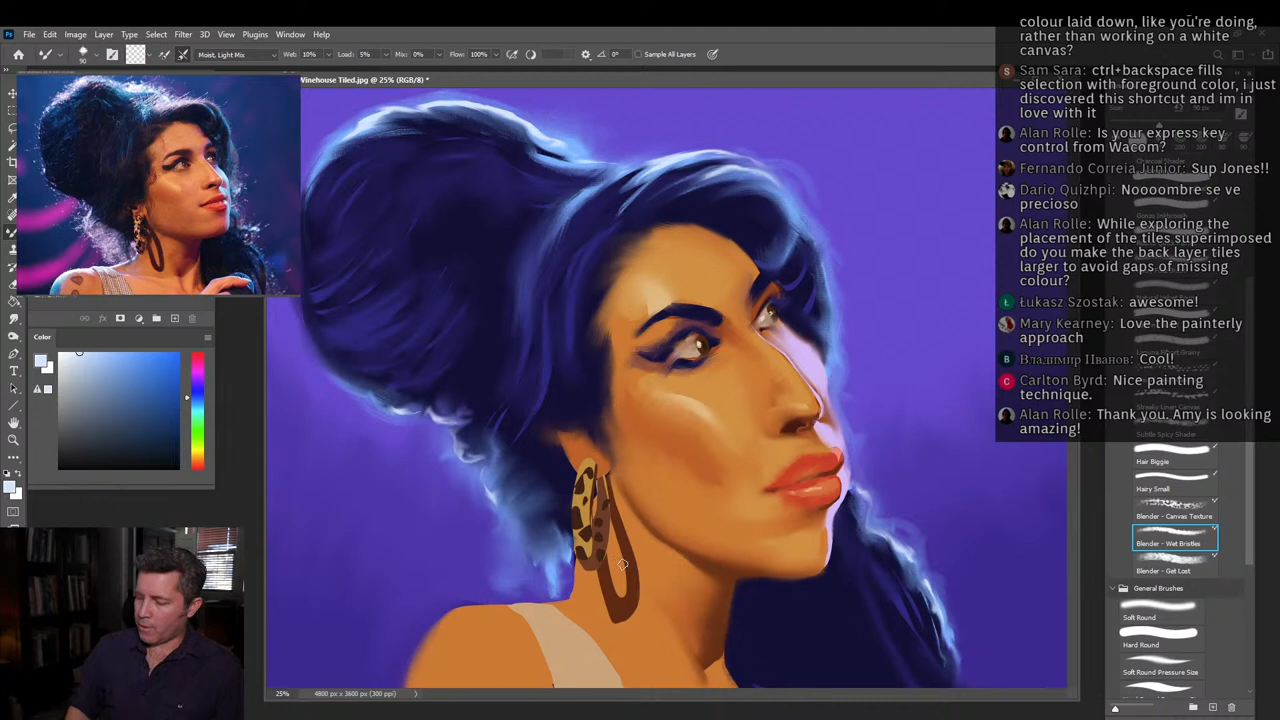 Ps File Edit Image Layer Type Select Filter 3D View Plugins Window Help
90 Moist, Light Mix Wet: 10% Load: 5% Mix: 0% Flow: 100% 0° Sample All Layers
Winehouse Tiled.jpg @ 25% (RGB/8) *
colour laid down, like you're doing,
rather than working on a white
canvas?
Sam Sara: ctrl+backspace fills
selection with foreground color, i just
discovered this shortcut and im in
love with it
Alan Rolle: Is your express key
control from Wacom?
Fernando Correia Junior: Sup Jones!!
Dario Quizhpi: Noooombre se ve
precioso
Alan Rolle: While exploring the
placement of the tiles superimposed
do you make the back layer tiles
larger to avoid gaps of missing
colour?
Łukasz Szostak: awesome!
Mary Kearney: Love the painterly
approach
Владимир Иванов: Cool!
Carlton Byrd: Nice painting
technique.
Alan Rolle: Thank you. Amy is looking
amazing!
Color
Hair Biggie
Hairy Small
Blender - Canvas Texture
Blender - Wet Bristles
Blender - Get Lost
General Brushes
Soft Round
Hard Round
Soft Round Pressure Size
25% 4800 px x 3600 px (300 ppi)